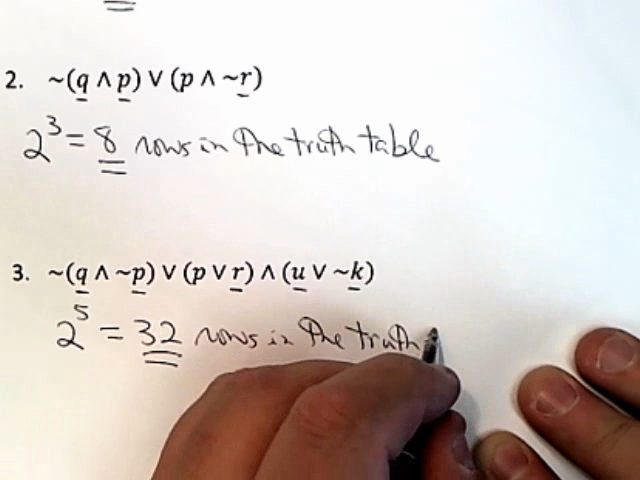 2. ~(q ∧ p) ∨ (p ∧ ~r)
2³ = 8 rows in the truth table
3. ~(q ∧ ~p) ∨ (p ∨ r) ∧ (u ∨ ~k)
2⁵ = 32 rows in the truth